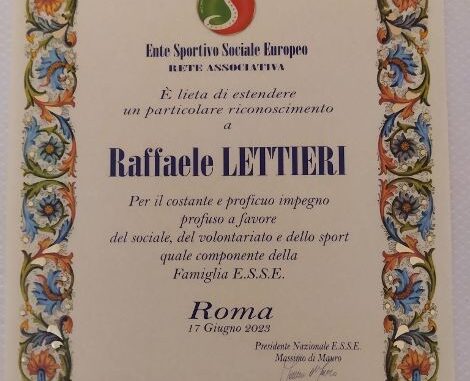 Ente Sportivo Sociale Europeo
RETE ASSOCIATIVA
È lieta di estendere
un particolare riconoscimento
a
Raffaele LETTIERI
Per il costante e proficuo impegno
profuso a favore
del sociale, del volontariato e dello sport
quale componente della
Famiglia E.S.SE.
Roma
17 Giugno 2023
Presidente Nazionale E.S.SE.
Massimo di Mauro